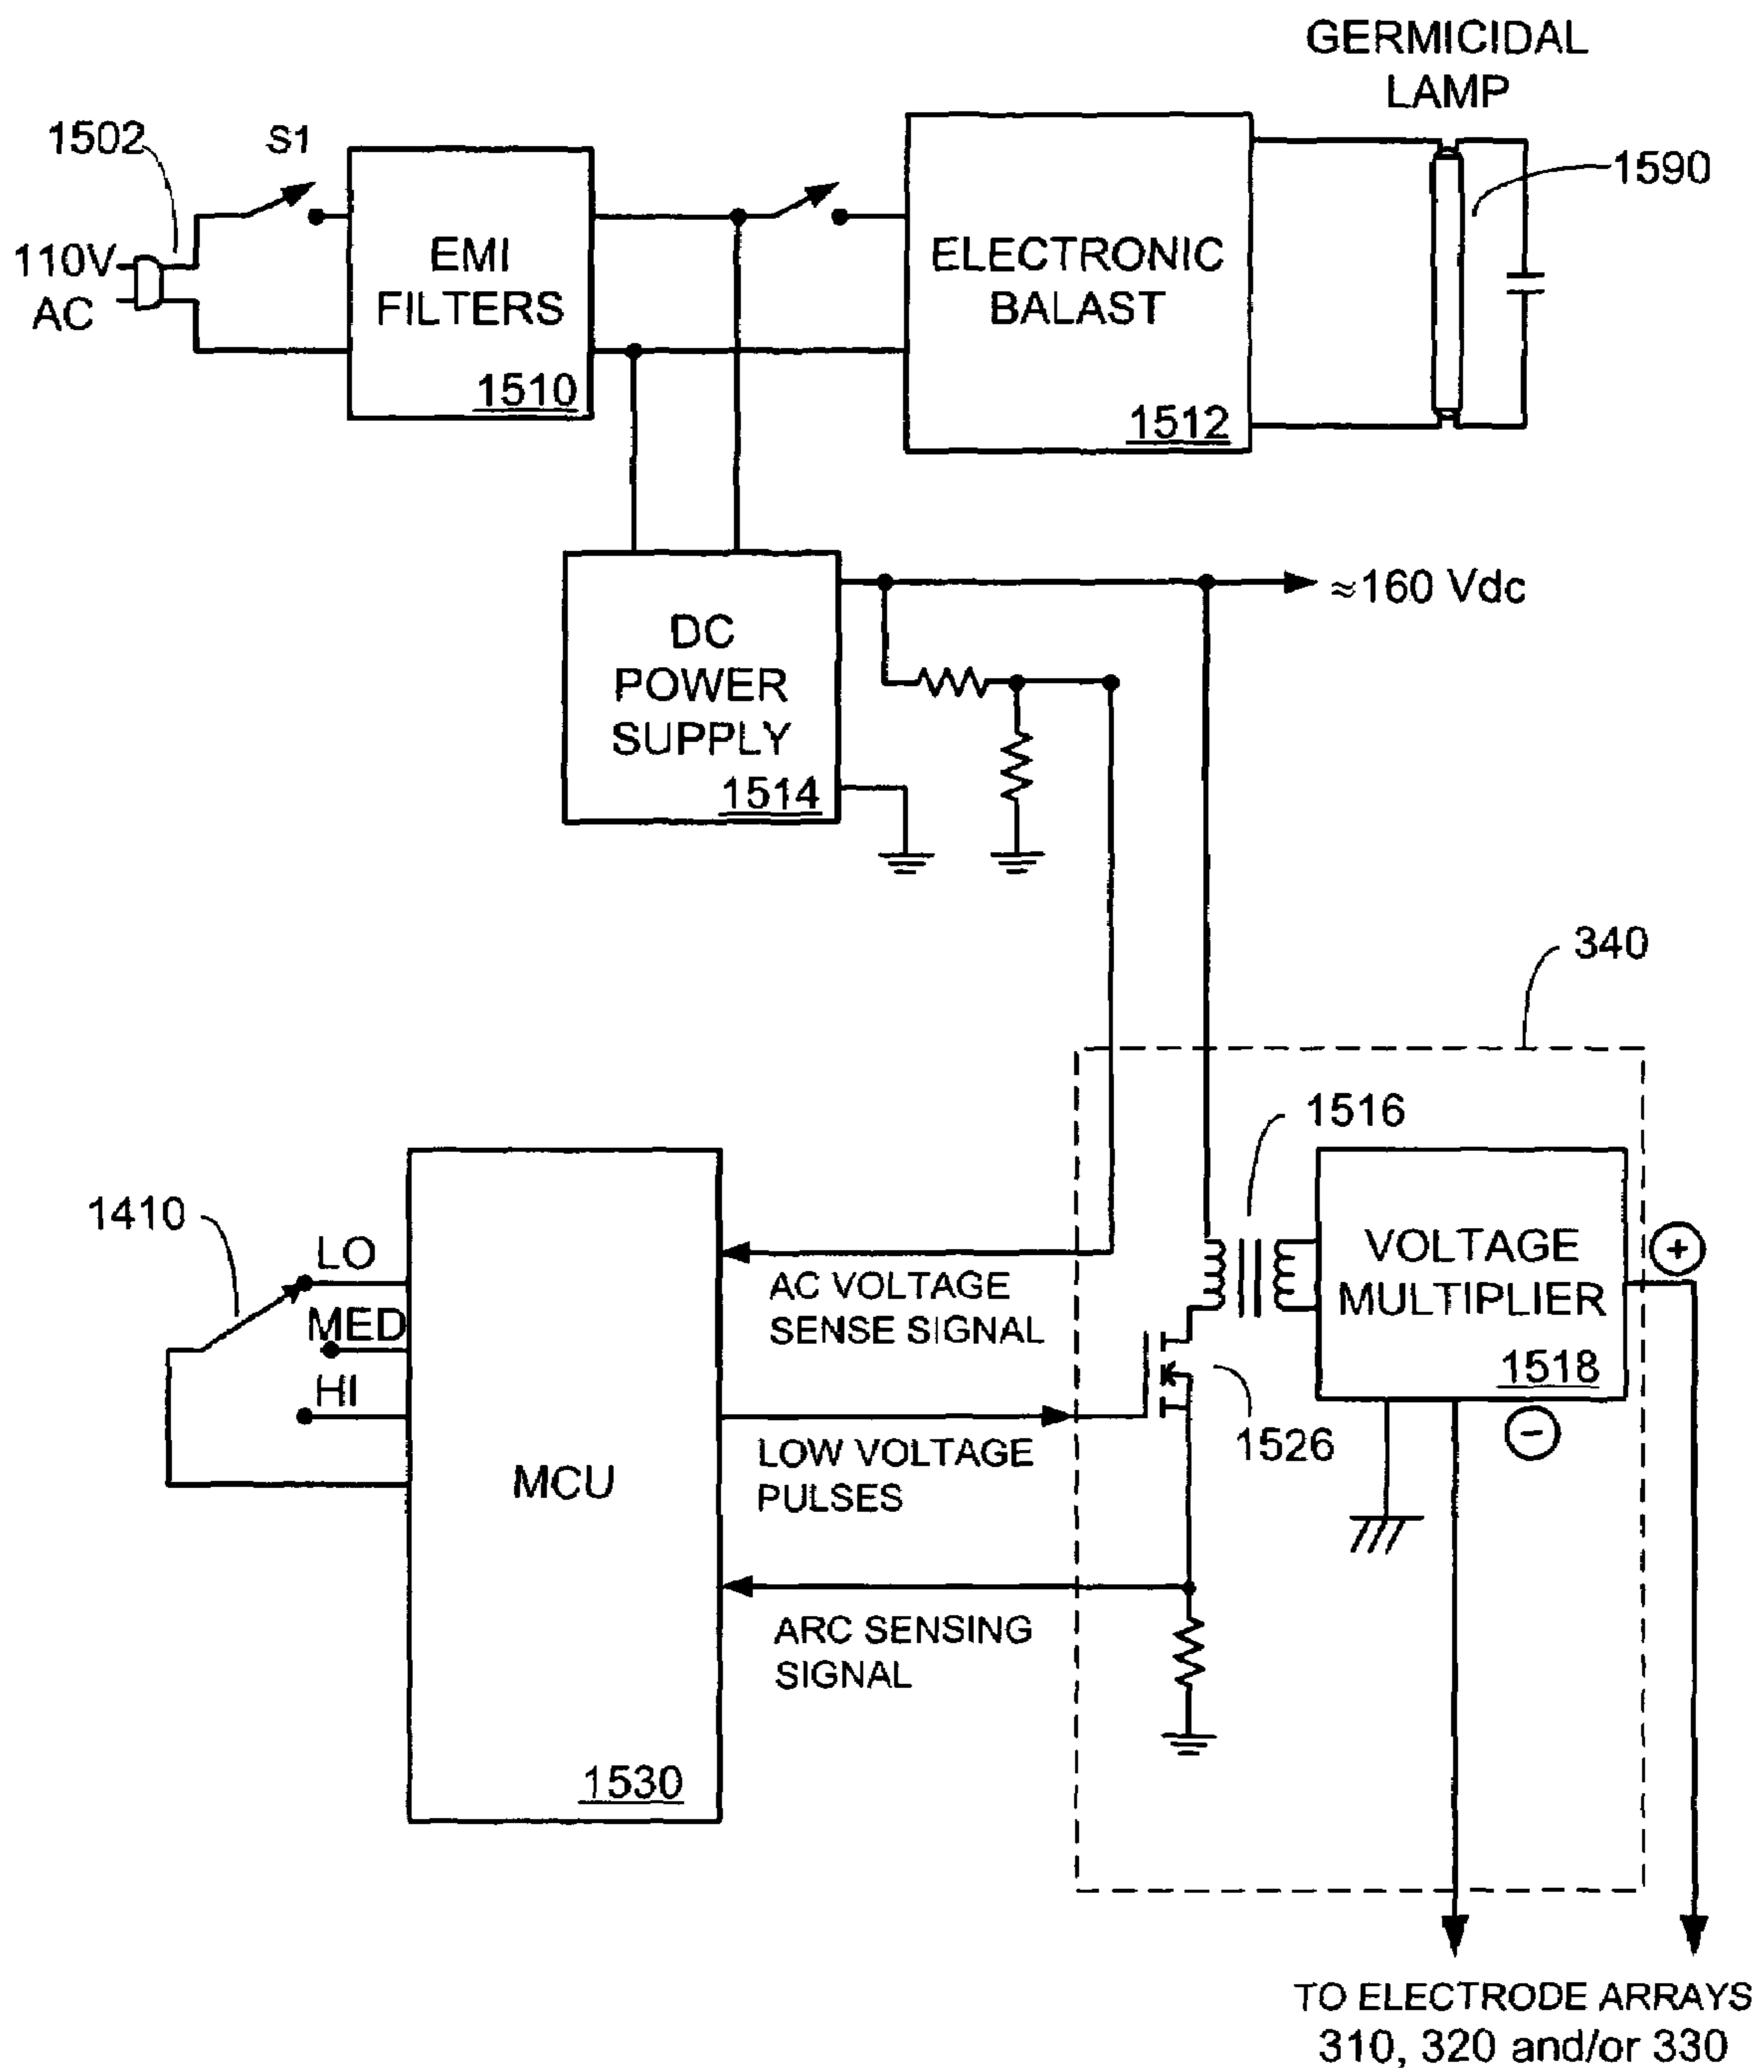 GERMICIDAL
LAMP
1502
S1
1590
110V
AC
EMI
FILTERS
1510
ELECTRONIC
BALAST
1512
≈160 Vdc
DC
POWER
SUPPLY
1514
340
1516
1410
LO
MED
HI
MCU
1530
AC VOLTAGE
SENSE SIGNAL
LOW VOLTAGE
PULSES
ARC SENSING
SIGNAL
1526
VOLTAGE
MULTIPLIER
1518
+
−
TO ELECTRODE ARRAYS
310, 320 and/or 330